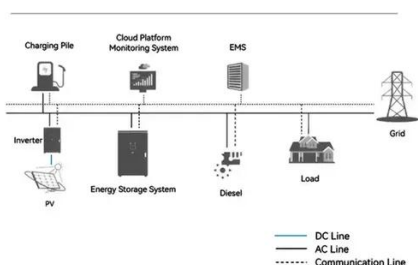 Charging Pile
Cloud Platform
Monitoring System
EMS
Grid
Inverter
PV
Energy Storage System
Diesel
Load
DC Line
AC Line
Communication Line